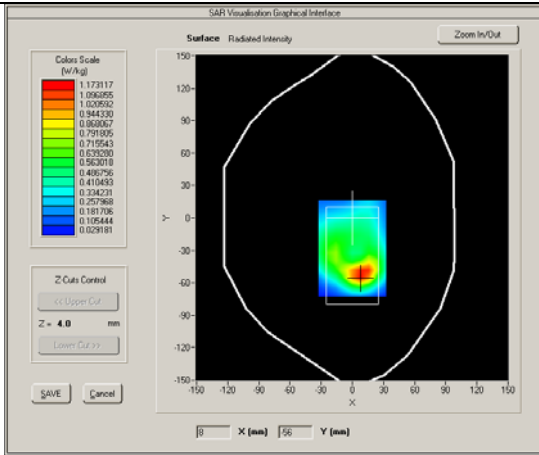 SAR Visualisation Graphical Interface
Surface Radiated Intensity
Zoom In/Out
Colors Scale
(W/kg)
1.173117
1.096855
1.020592
0.944330
0.868067
0.791805
0.715543
0.639280
0.563018
0.486756
0.410493
0.334231
0.257968
0.181706
0.105444
0.029181
Z Cuts Control
<< Upper Cut
Z = 4.0 mm
Lower Cut >>
SAVE Cancel
150
120
90
60
30
0
-30
-60
-90
-120
-150
Y
-150 -120 -90 -60 -30 0 30 60 90 120 150
X
8 X (mm) -56 Y (mm)